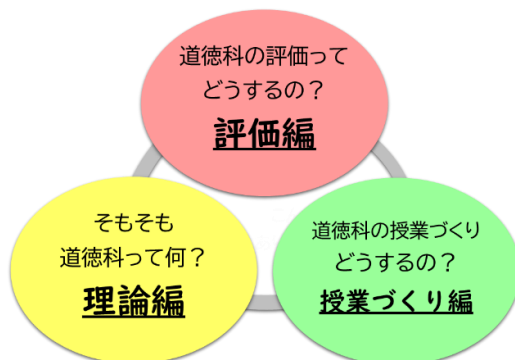 道徳科の評価って
どうするの？
評価編
そもそも
道徳科って何？
理論編
道徳科の授業づくり
どうするの？
授業づくり編